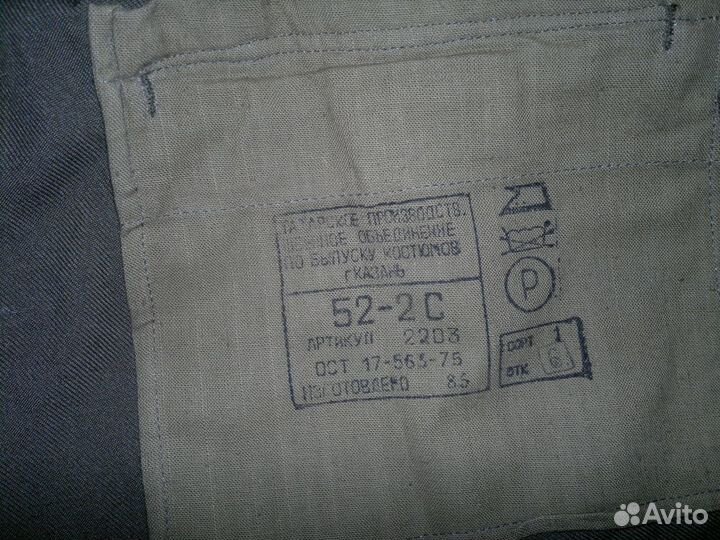 ТАТАРСКОЕ ПРОИЗВОДСТВ.
ШВЕЙНОЕ ОБЪЕДИНЕНИЕ
ПО ВЫПУСКУ КОСТЮМОВ
г КАЗАНЬ
52-2С
АРТИКУЛ 2203
ОСТ 17-563-75
ИЗГОТОВЛЕНО 85
P
СОРТ 1
ОТК 6
Avito